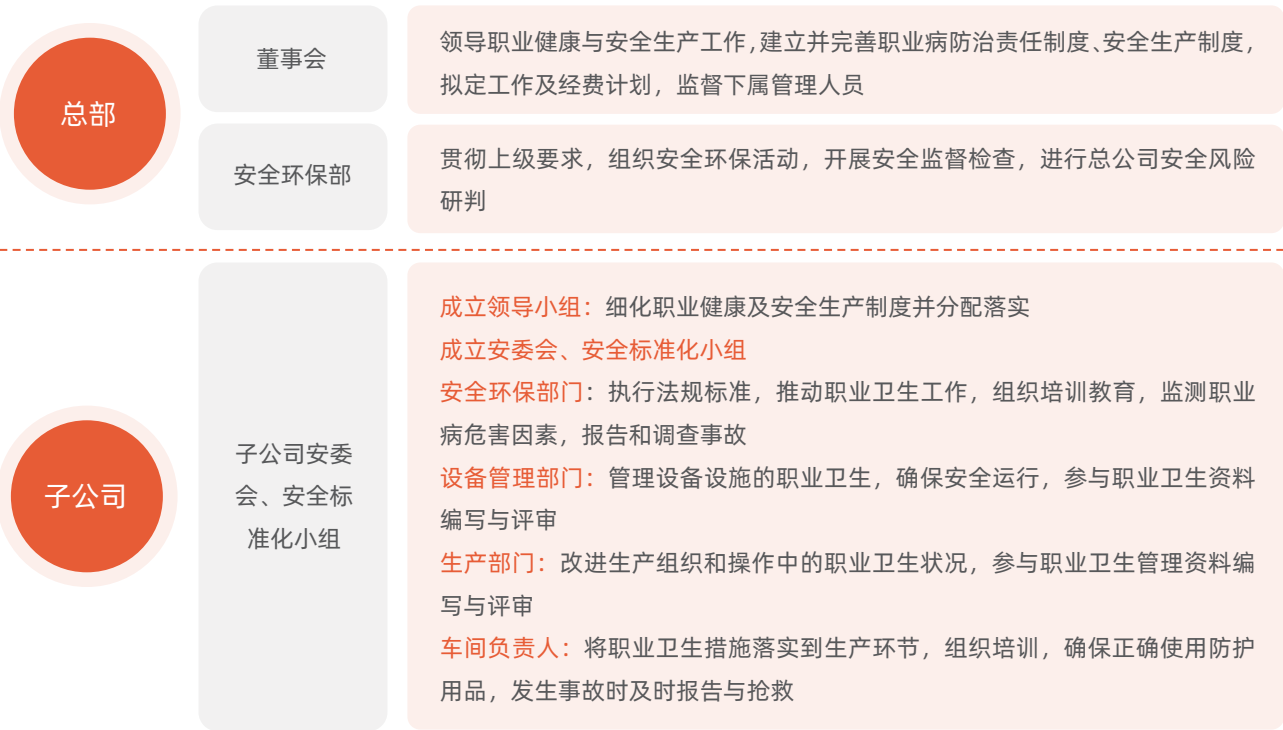 总部
董事会
领导职业健康与安全生产工作，建立并完善职业病防治责任制度、安全生产制度，
拟定工作及经费计划，监督下属管理人员
安全环保部
贯彻上级要求，组织安全环保活动，开展安全监督检查，进行总公司安全风险
研判
子公司
子公司安委
会、安全标
准化小组
成立领导小组：细化职业健康及安全生产制度并分配落实
成立安委会、安全标准化小组
安全环保部门：执行法规标准，推动职业卫生工作，组织培训教育，监测职业
病危害因素，报告和调查事故
设备管理部门：管理设备设施的职业卫生，确保安全运行，参与职业卫生资料
编写与评审
生产部门：改进生产组织和操作中的职业卫生状况，参与职业卫生管理资料编
写与评审
车间负责人：将职业卫生措施落实到生产环节，组织培训，确保正确使用防护
用品，发生事故时及时报告与抢救